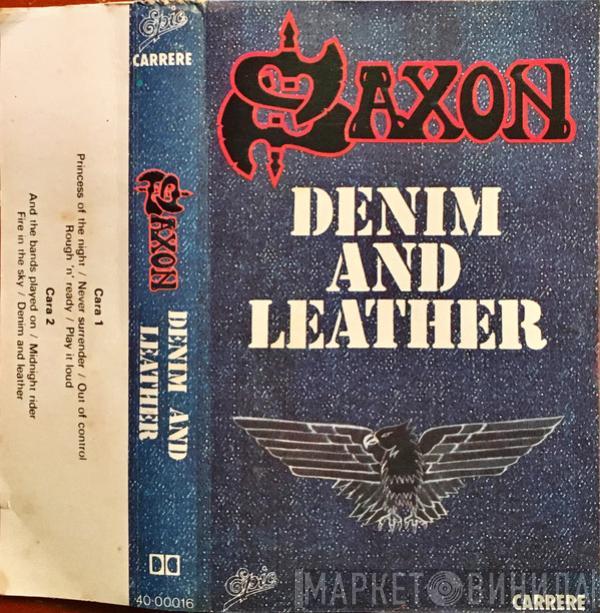 Cara 1
Princess of the night / Never surrender / Out of control
Rough 'n' ready / Play it loud
Cara 2
And the bands played on / Midnight rider
Fire in the sky / Denim and leather
Epic
CARRERE
SAXON
DENIM AND
LEATHER
40-00016
SAXON
DENIM
AND
LEATHER
Epic
CARRERE
МАРКЕТ ВИНИЛА